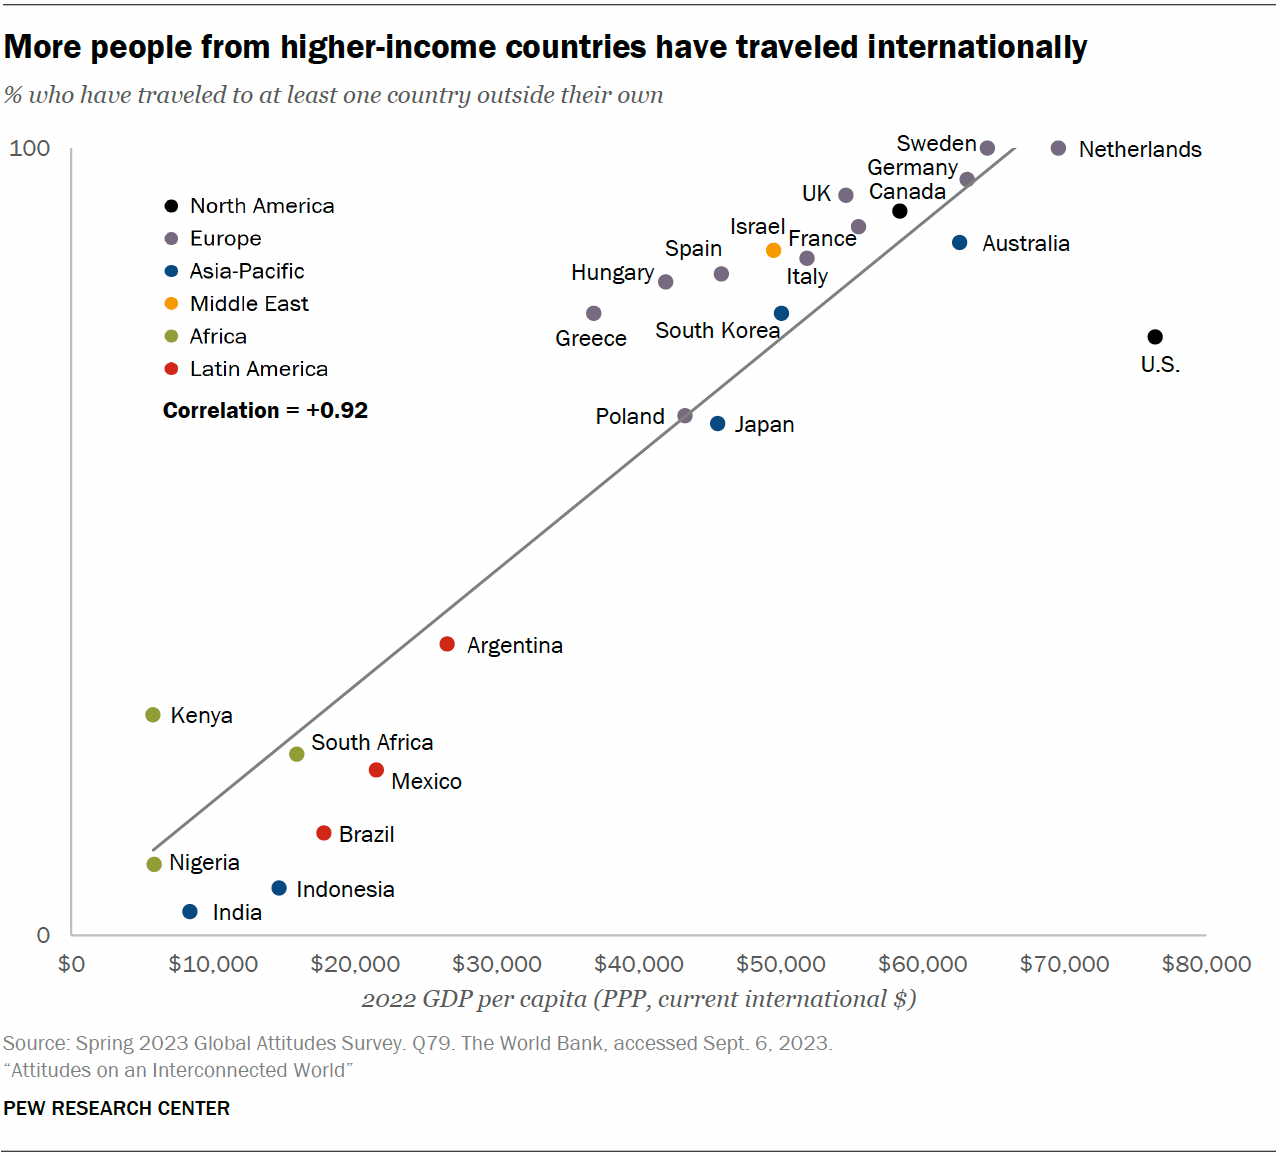 More people from higher-income countries have traveled internationally
% who have traveled to at least one country outside their own
100
Sweden
Netherlands
Germany
UK
Canada
North America
Israel
France
Europe
Spain
Australia
Asia-Pacific
Hungary
Italy
Middle East
South Korea
Africa
Greece
U.S.
Latin America
Correlation = +0.92
Poland
Japan
Argentina
Kenya
South Africa
Mexico
Brazil
Nigeria
Indonesia
India
0
$0 $10,000 $20,000 $30,000 $40,000 $50,000 $60,000 $70,000 $80,000
2022 GDP per capita (PPP, current international $)
Source: Spring 2023 Global Attitudes Survey. Q79. The World Bank, accessed Sept. 6, 2023.
“Attitudes on an Interconnected World”
PEW RESEARCH CENTER